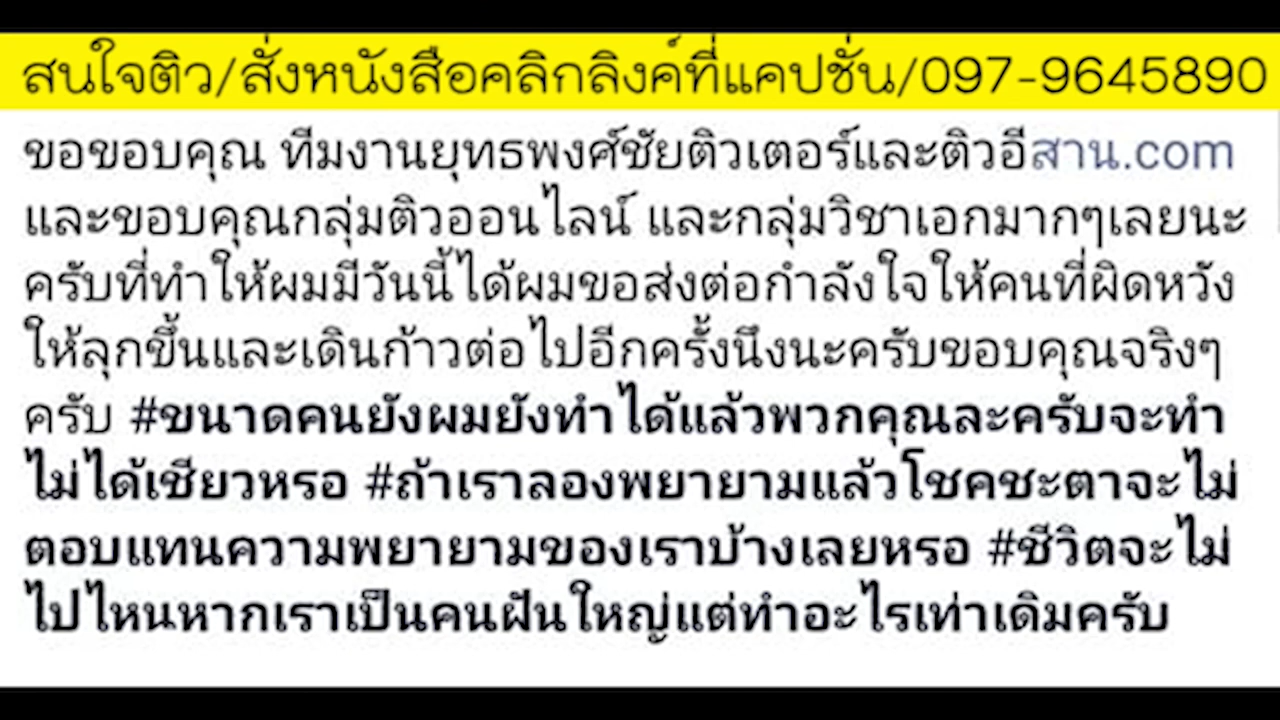 สนใจติว/สั่งหนังสือคลิกลิงค์ที่แคปชั่น/097-9645890
ขอขอบคุณ ทีมงานยุทธพงศ์ชัยติวเตอร์และติวอีสาน.com
และขอบคุณกลุ่มติวออนไลน์ และกลุ่มวิชาเอกมากๆเลยนะ
ครับที่ทำให้ผมมีวันนี้ได้ผมขอส่งต่อกำลังใจให้คนที่ผิดหวัง
ให้ลุกขึ้นและเดินก้าวต่อไปอีกครั้งนึงนะครับขอบคุณจริงๆ
ครับ #ขนาดคนยังผมยังทำได้แล้วพวกคุณละครับจะทำ
ไม่ได้เชียวหรอ #ถ้าเราลองพยายามแล้วโชคชะตาจะไม่
ตอบแทนความพยายามของเราบ้างเลยหรอ #ชีวิตจะไม่
ไปไหนหากเราเป็นคนฝันใหญ่แต่ทำอะไรเท่าเดิมครับ